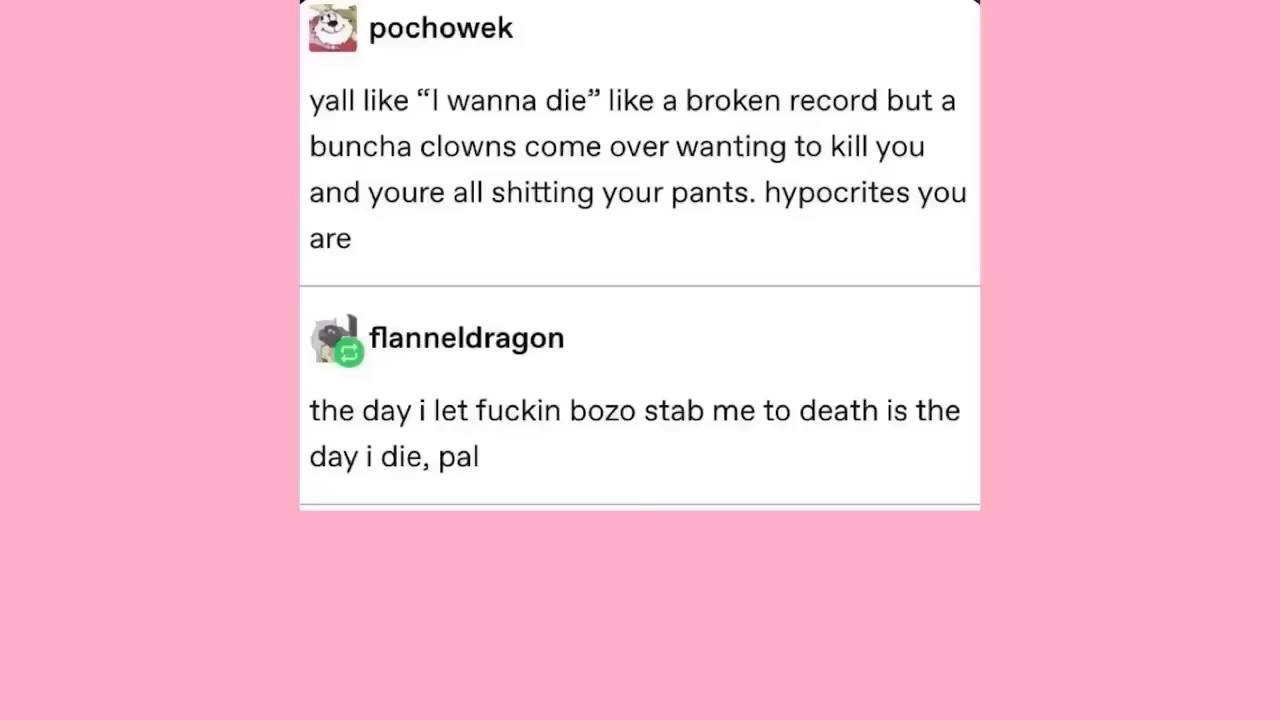 pochowek
yall like “I wanna die” like a broken record but a
buncha clowns come over wanting to kill you
and youre all shitting your pants. hypocrites you
are
flanneldragon
the day i let fuckin bozo stab me to death is the
day i die, pal